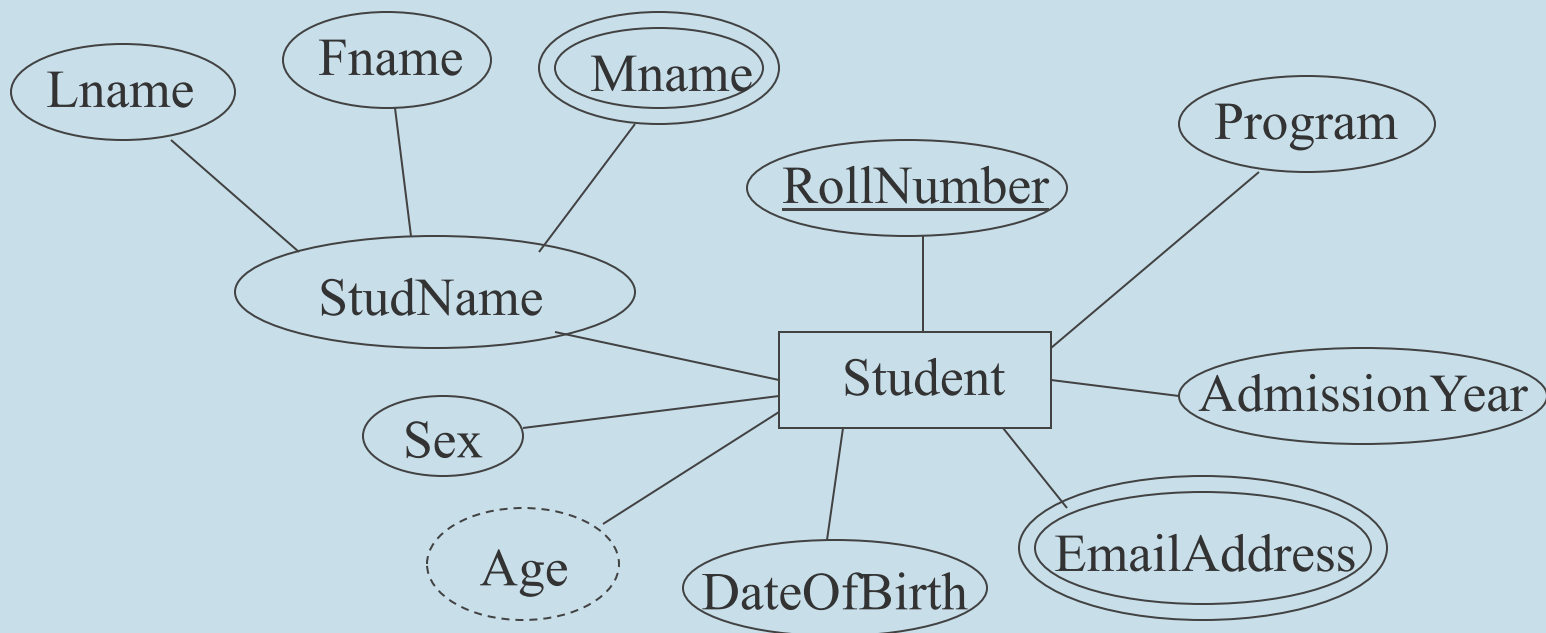 Fname
Mname
Lname
Program
RollNumber
StudName
Student
AdmissionYear
Sex
EmailAddress
Age
DateOfBirth